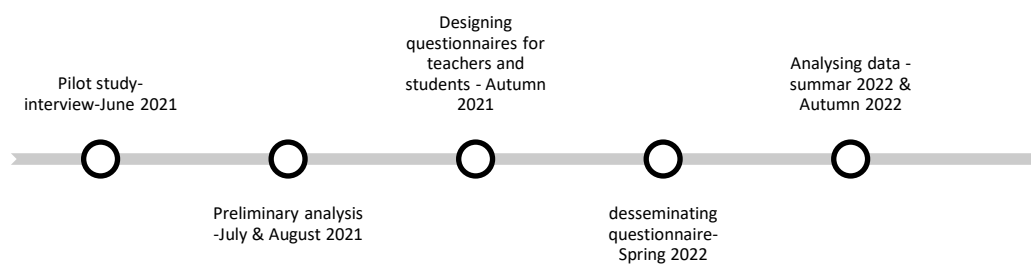 Pilot study-
interview-June 2021
Preliminary analysis
-July & August 2021
Designing
questionnaires for
teachers and
students - Autumn
2021
desseminating
questionnaire-
Spring 2022
Analysing data -
summar 2022 &
Autumn 2022